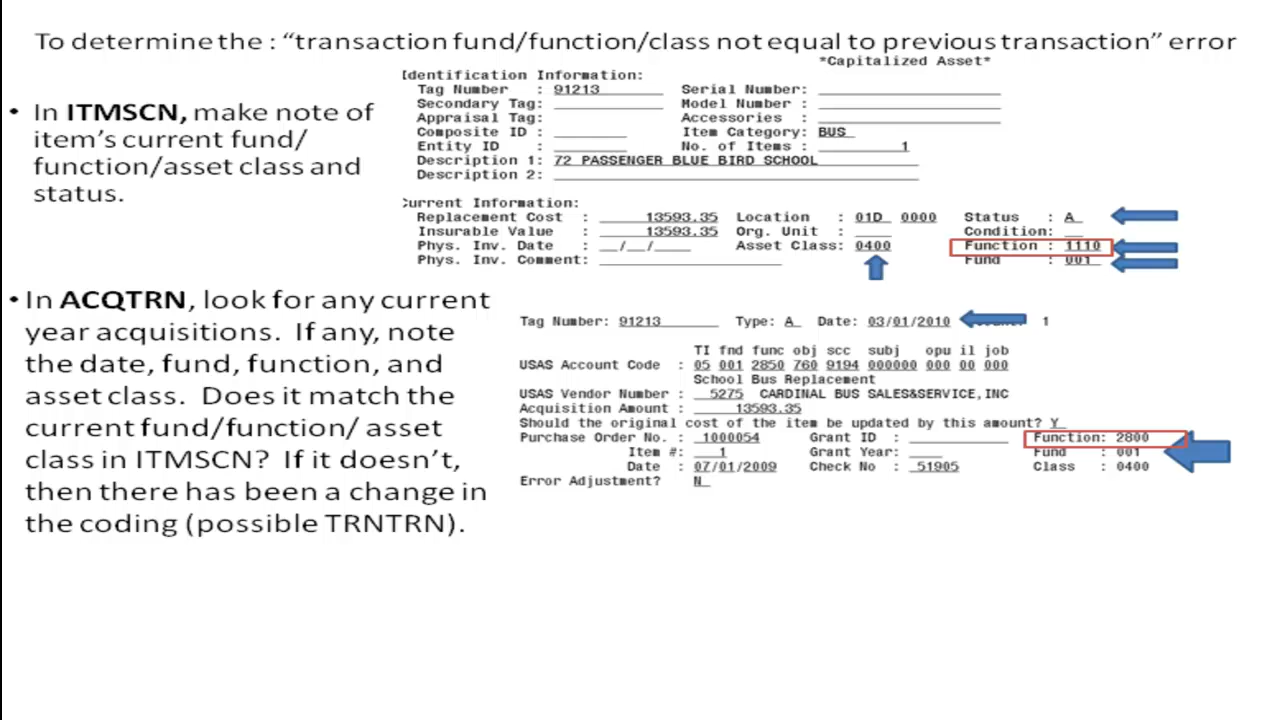 To determine the : “transaction fund/function/class not equal to previous transaction” error
*Capitalized Asset*
• In ITMSCN, make note of
item’s current fund/
function/asset class and
status.
Identification Information:
Tag Number : 91213 Serial Number:
Secondary Tag: Model Number :
Appraisal Tag: Accessories :
Composite ID : Item Category: BUS
Entity ID : No. of Items : 1
Description 1: 72 PASSENGER BLUE BIRD SCHOOL
Description 2:
Current Information:
Replacement Cost : 13593.35 Location : 01D 0000 Status : A
Insurable Value : 13593.35 Org. Unit : Condition:
Phys. Inv. Date : __/__/____ Asset Class: 0400 Function : 1110
Phys. Inv. Comment: Fund : 001
• In ACQTRN, look for any current
year acquisitions. If any, note
the date, fund, function, and
asset class. Does it match the
current fund/function/ asset
class in ITMSCN? If it doesn’t,
then there has been a change in
the coding (possible TRNTRN).
Tag Number: 91213 Type: A Date: 03/01/2010 1
TI fnd func obj scc subj opu il job
USAS Account Code : 05 001 2850 760 9194 000000 000 00 000
School Bus Replacement
USAS Vendor Number : 5275 CARDINAL BUS SALES&SERVICE,INC
Acquisition Amount : 13593.35
Should the original cost of the item be updated by this amount? Y
Purchase Order No. : 1000054 Grant ID : Function: 2800
Item #: 1 Grant Year: Fund : 001
Date : 07/01/2009 Check No : 51905 Class : 0400
Error Adjustment? N